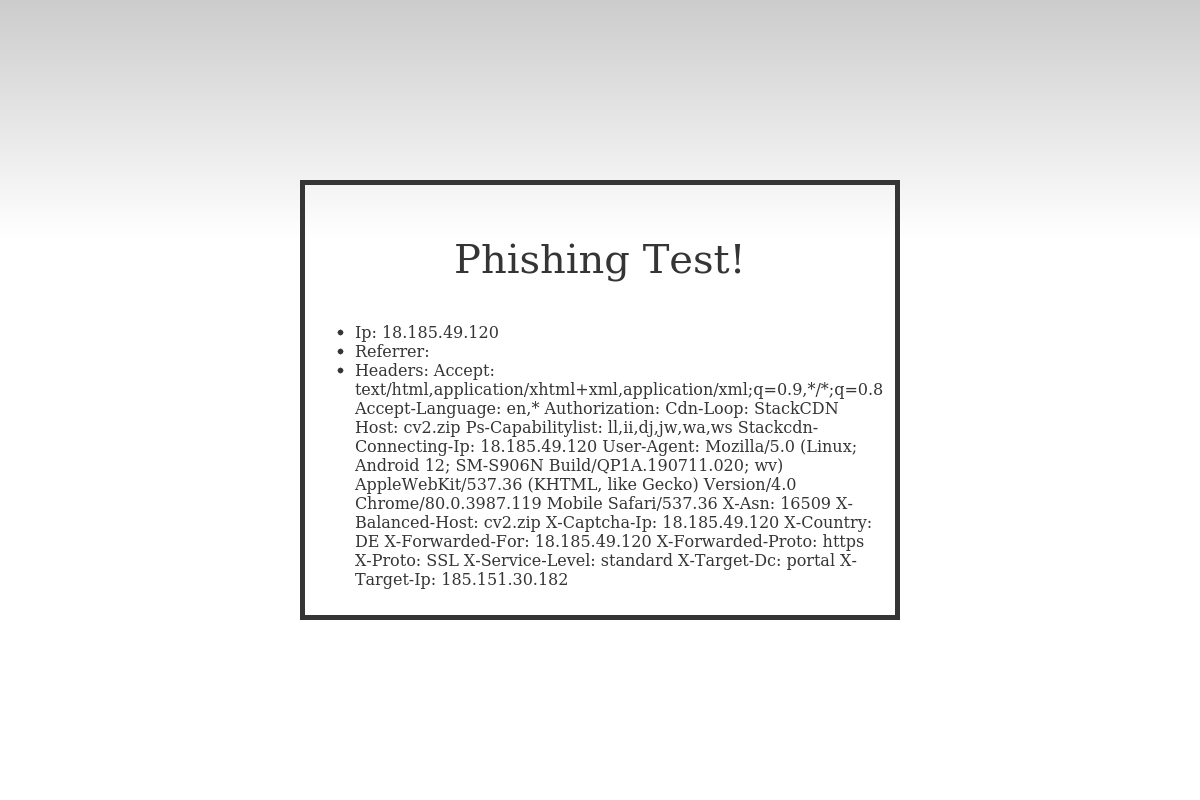 Phishing Test!
Ip: 18.185.49.120
Referrer:
Headers: Accept:
text/html,application/xhtml+xml,application/xml;q=0.9,*/*;q=0.8
Accept-Language: en,* Authorization: Cdn-Loop: StackCDN
Host: cv2.zip Ps-Capabilitylist: ll,ii,dj,jw,wa,ws Stackcdn-
Connecting-Ip: 18.185.49.120 User-Agent: Mozilla/5.0 (Linux;
Android 12; SM-S906N Build/QP1A.190711.020; wv)
AppleWebKit/537.36 (KHTML, like Gecko) Version/4.0
Chrome/80.0.3987.119 Mobile Safari/537.36 X-Asn: 16509 X-
Balanced-Host: cv2.zip X-Captcha-Ip: 18.185.49.120 X-Country:
DE X-Forwarded-For: 18.185.49.120 X-Forwarded-Proto: https
X-Proto: SSL X-Service-Level: standard X-Target-Dc: portal X-
Target-Ip: 185.151.30.182